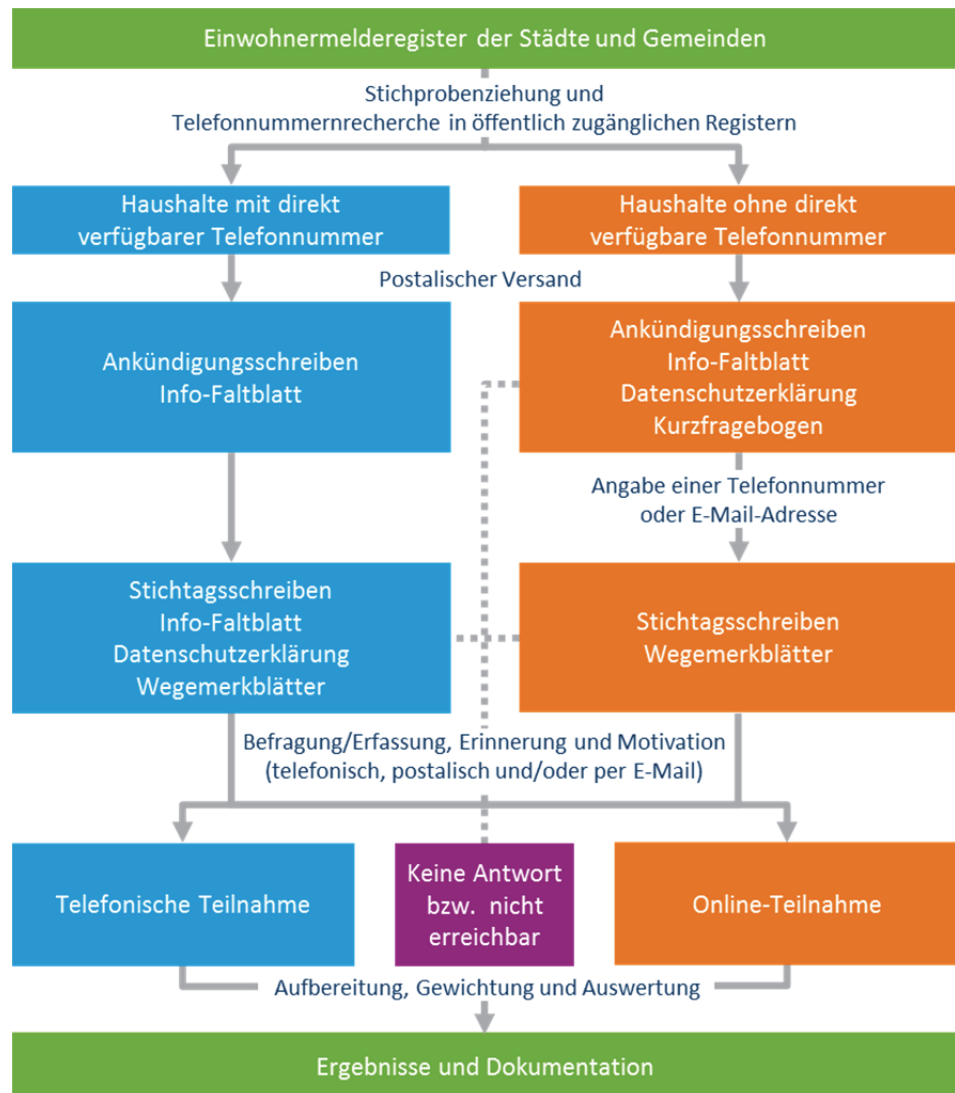 Einwohnermelderegister der Städte und Gemeinden
Stichprobenziehung und
Telefonnummernrecherche in öffentlich zugänglichen Registern
Haushalte mit direkt
verfügbarer Telefonnummer
Haushalte ohne direkt
verfügbare Telefonnummer
Postalischer Versand
Ankündigungsschreiben
Info-Faltblatt
Ankündigungsschreiben
Info-Faltblatt
Datenschutzerklärung
Kurzfragebogen
Angabe einer Telefonnummer
oder E-Mail-Adresse
Stichtagsschreiben
Info-Faltblatt
Datenschutzerklärung
Wegemerkblätter
Stichtagsschreiben
Wegemerkblätter
Befragung/Erfassung, Erinnerung und Motivation
(telefonisch, postalisch und/oder per E-Mail)
Telefonische Teilnahme
Keine Antwort
bzw. nicht
erreichbar
Online-Teilnahme
Aufbereitung, Gewichtung und Auswertung
Ergebnisse und Dokumentation